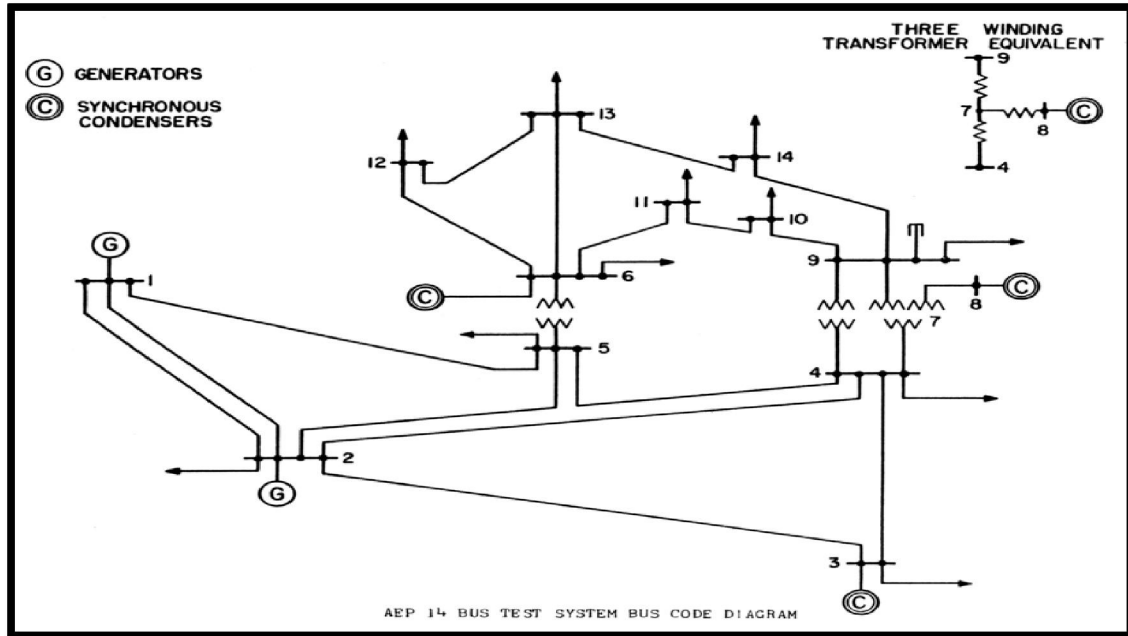 THREE WINDING
TRANSFORMER EQUIVALENT
G GENERATORS
C SYNCHRONOUS
CONDENSERS
9
7
C
8
4
13
12
14
11
10
G
1
6
9
C
C
8
7
5
4
2
G
3
C
AEP 14 BUS TEST SYSTEM BUS CODE DIAGRAM